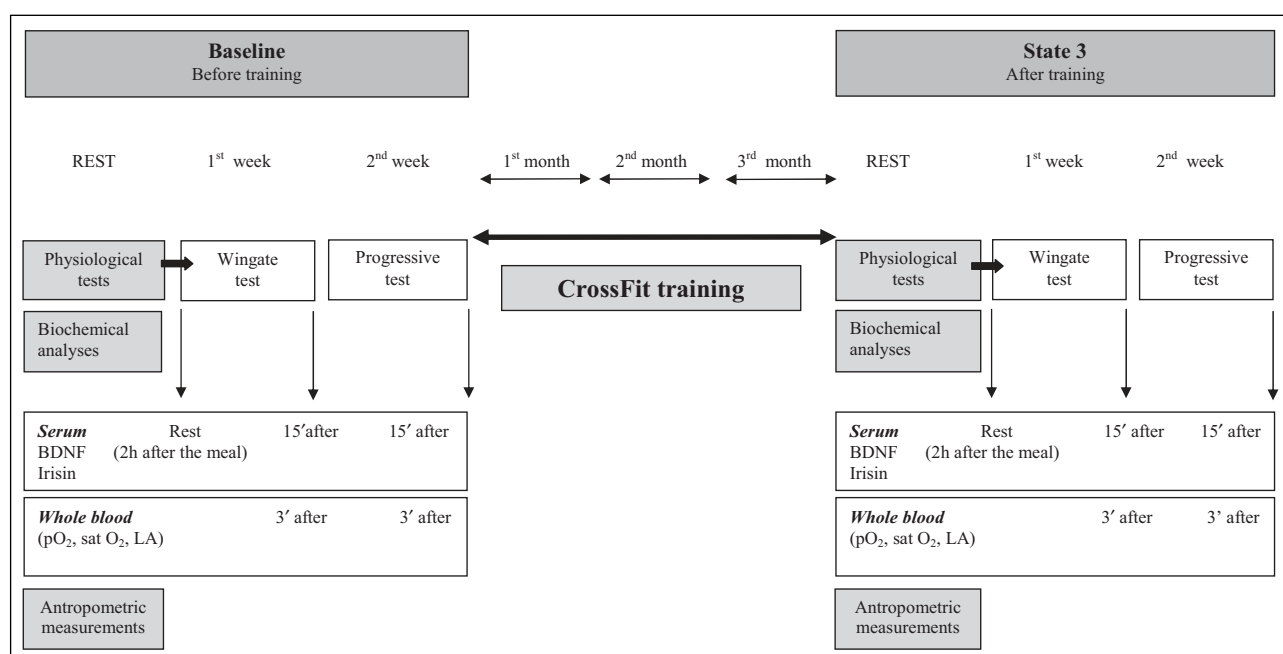 Baseline
Before training
State 3
After training
REST 1st week 2nd week 1st month 2nd month 3rd month REST 1st week 2nd week
Physiological tests
Wingate test
Progressive test
CrossFit training
Physiological tests
Wingate test
Progressive test
Biochemical analyses
Biochemical analyses
Serum Rest 15′after 15′ after
BDNF (2h after the meal)
Irisin
Serum Rest 15′ after 15′ after
BDNF (2h after the meal)
Irisin
Whole blood 3′ after 3′ after
(pO₂, sat O₂, LA)
Whole blood 3′ after 3’ after
(pO₂, sat O₂, LA)
Antropometric measurements
Antropometric measurements